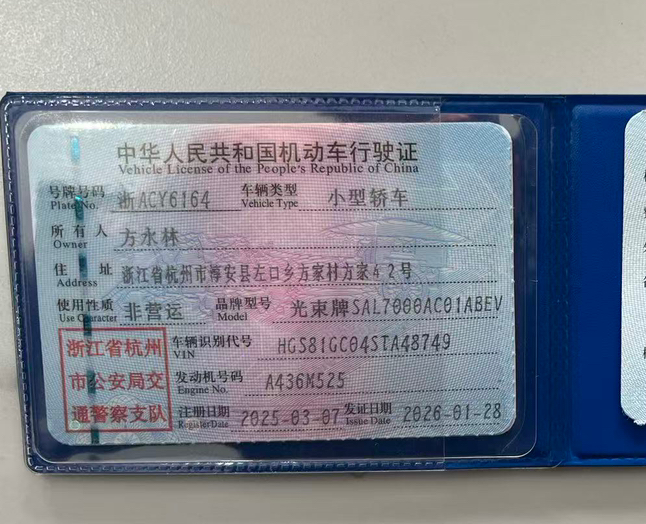 中华人民共和国机动车行驶证
Vehicle License of the People's Republic of China
号牌号码 浙ACY6164 车辆类型 小型轿车
Plate No. Vehicle Type
所有人 方永林
Owner
住址 浙江省杭州市淳安县左口乡方家村方家42号
Address
使用性质 非营运 品牌型号 光束牌SAL7000AC01ABEV
Use Character Model
浙江省杭州
市公安局交
通警察支队
车辆识别代号 HGS81GC04STA48749
VIN
发动机号码 A436M525
Engine No.
注册日期 2025-03-07 发证日期 2026-01-28
Register Date Issue Date